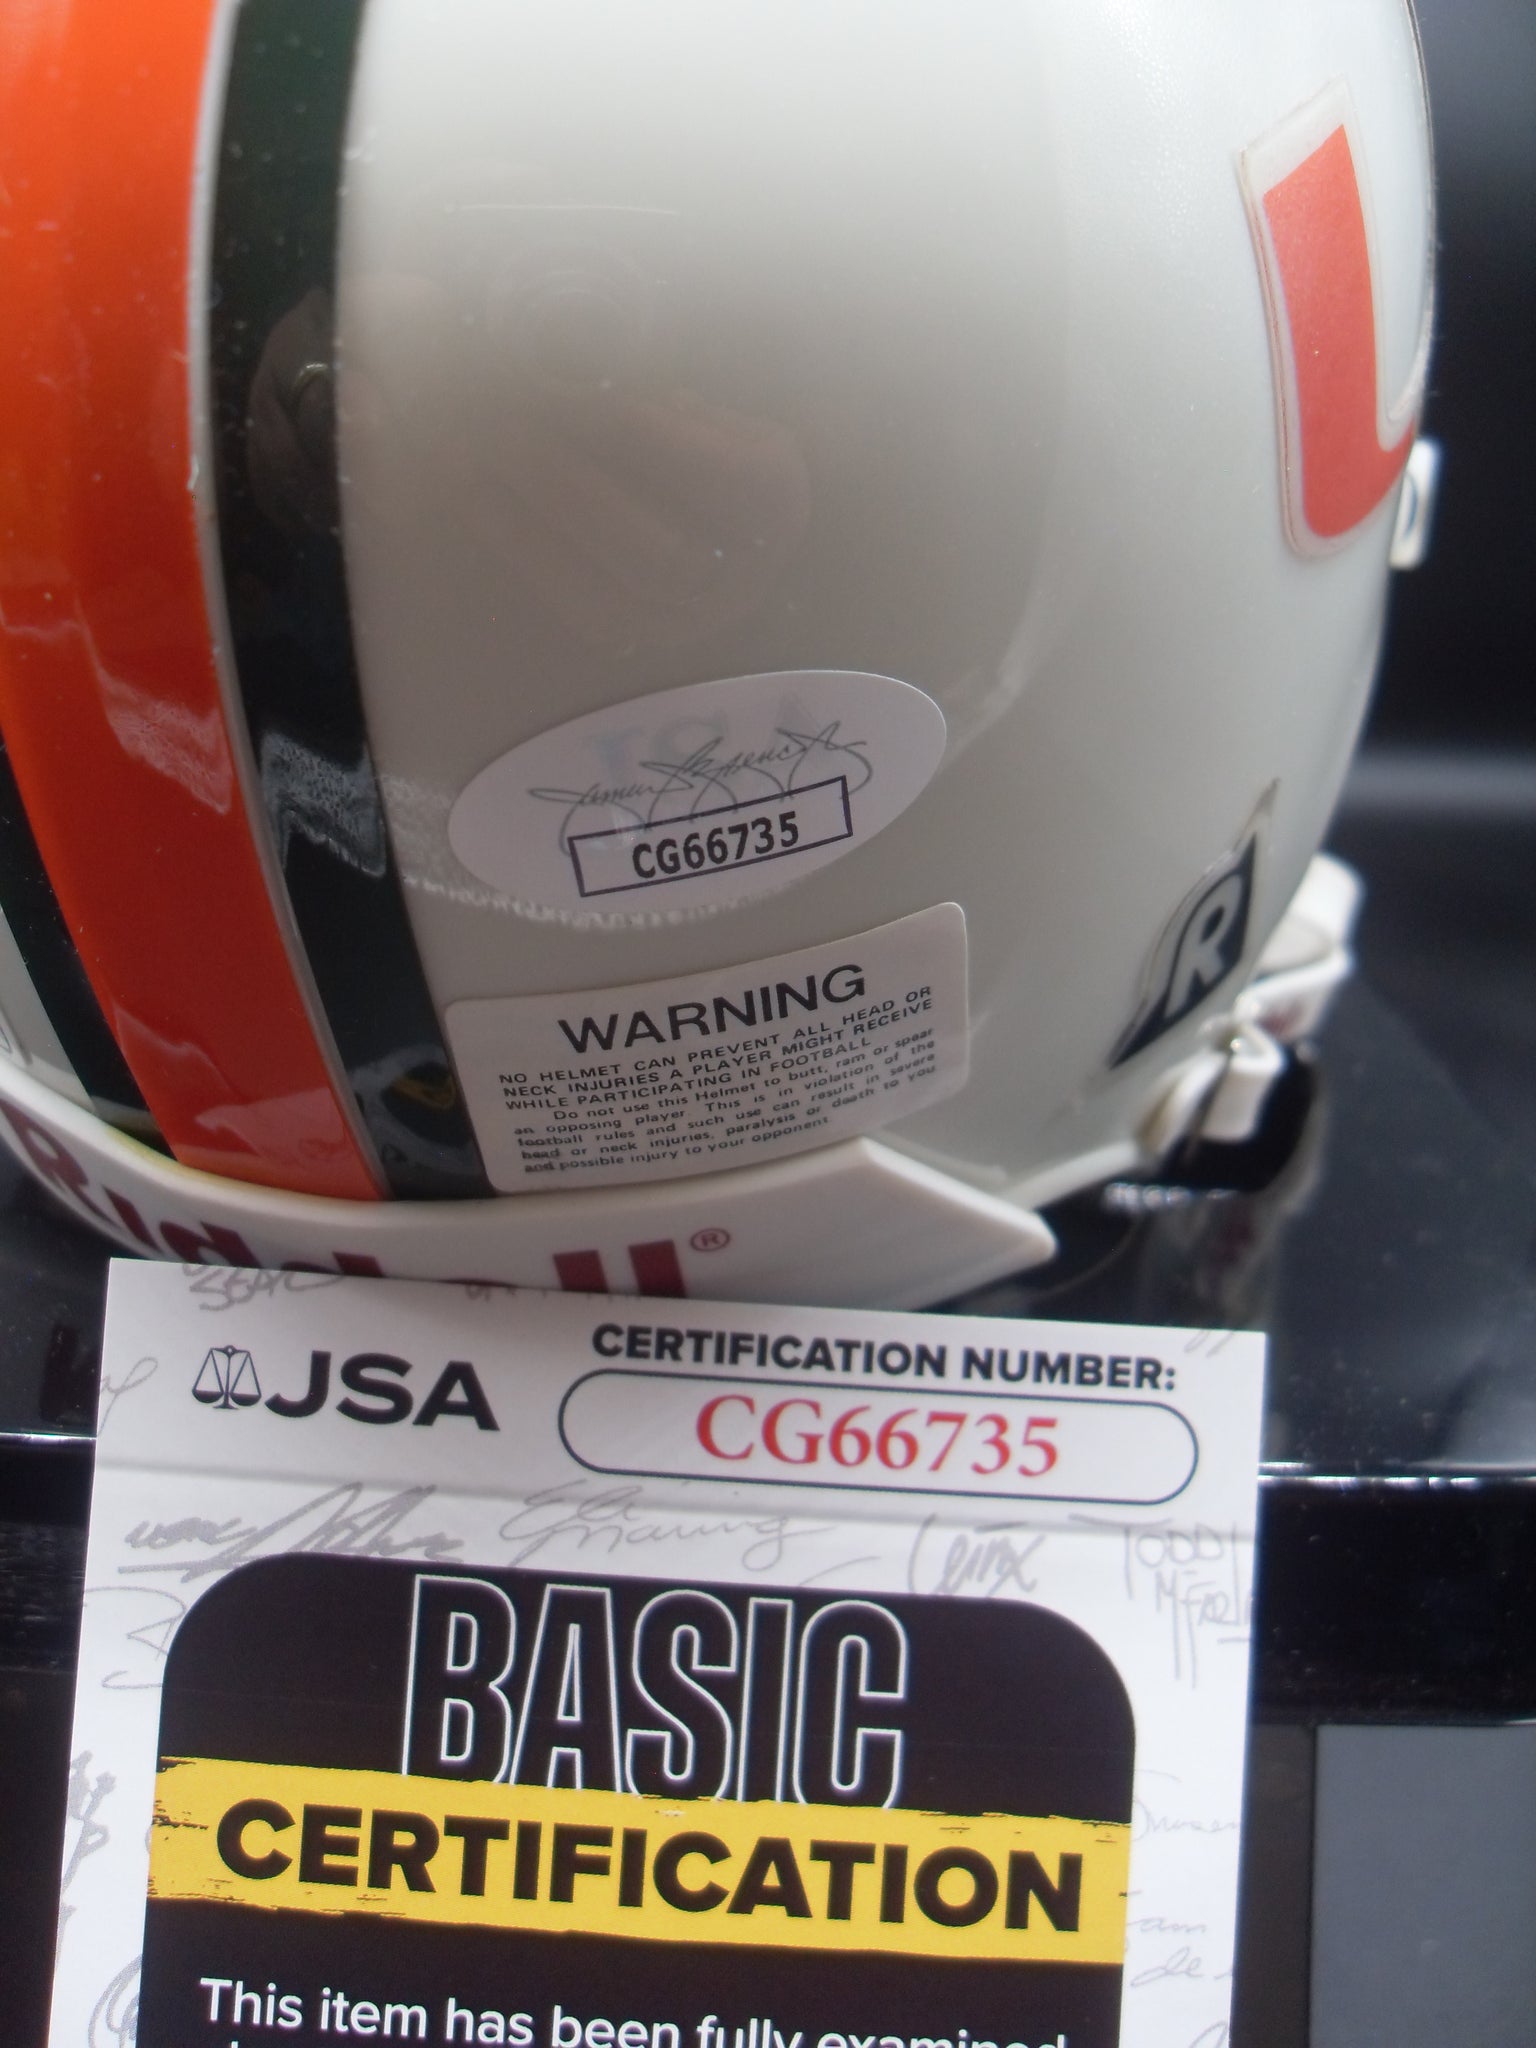 CG66735
R
WARNING
NO HELMET CAN PREVENT ALL HEAD OR
NECK INJURIES A PLAYER MIGHT RECEIVE
WHILE PARTICIPATING IN FOOTBALL
Do not use this Helmet to butt, ram or spear
an opposing player. This is in violation of the
football rules and such use can result in severe
head or neck injuries, paralysis or death to you
and possible injury to your opponent.
Riddell®
JSA
CERTIFICATION NUMBER:
CG66735
Eli Manning
BASIC
CERTIFICATION
This item has been fully examined